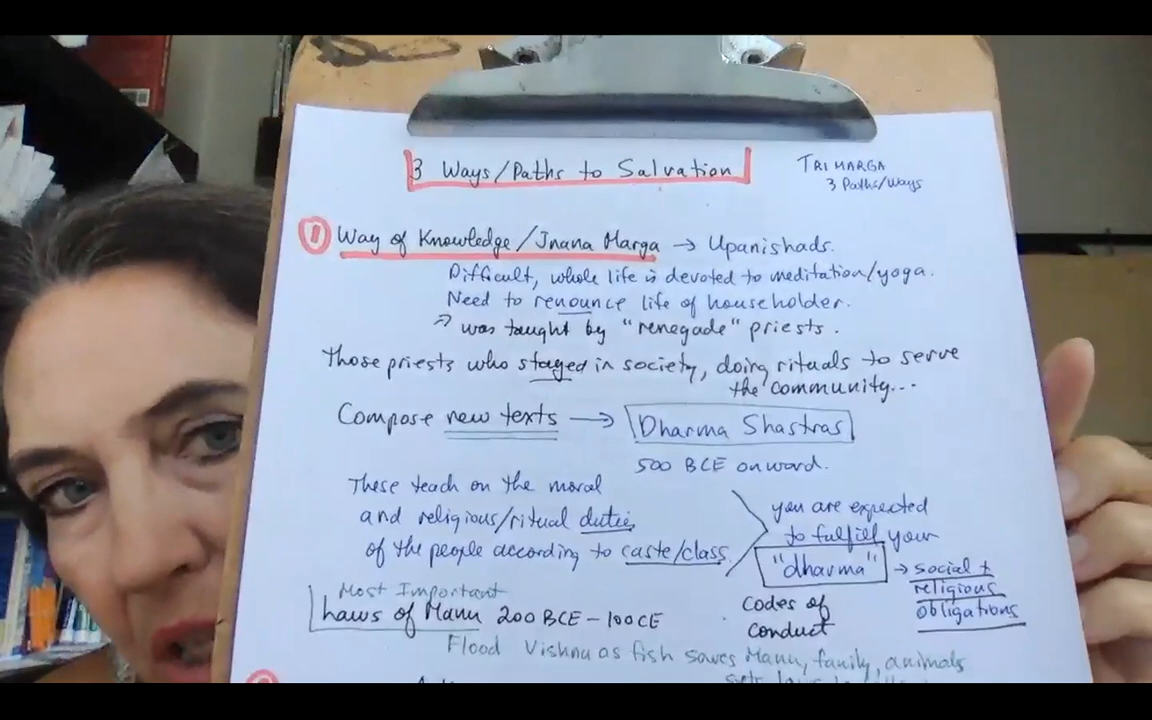 3 Ways/Paths to Salvation
TRIMARGA
3 Paths/Ways
1 Way of Knowledge/Jnana Marga → Upanishads.
Difficult, whole life is devoted to meditation/yoga.
Need to renounce life of householder.
→ was taught by "renegade" priests.
Those priests who stayed in society, doing rituals to serve
the community...
Compose new texts → Dharma Shastras
500 BCE onward.
These teach on the moral
and religious/ritual duties
of the people according to caste/class
you are expected
to fulfill your
"dharma" → social +
religious
obligations
Codes of
conduct
Most Important
Laws of Manu 200 BCE - 100 CE
Flood Vishnu as fish saves Manu, family, animals